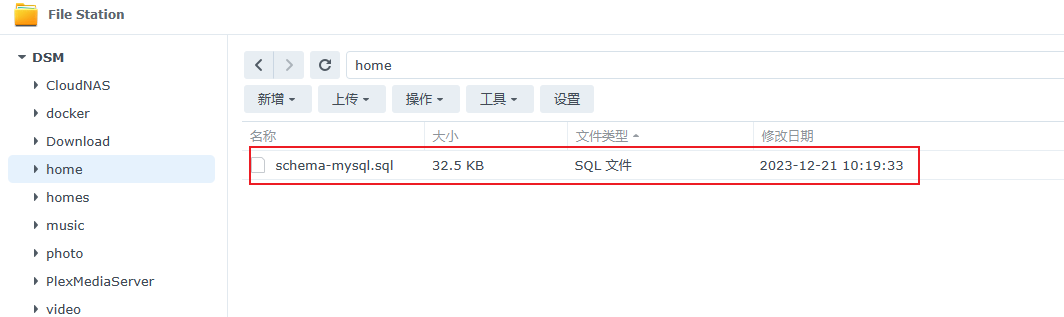 File Station
DSM
CloudNAS
docker
Download
home
homes
music
photo
PlexMediaServer
video
home
新增 上传 操作 工具 设置
名称 大小 文件类型 修改日期
schema-mysql.sql 32.5 KB SQL 文件 2023-12-21 10:19:33